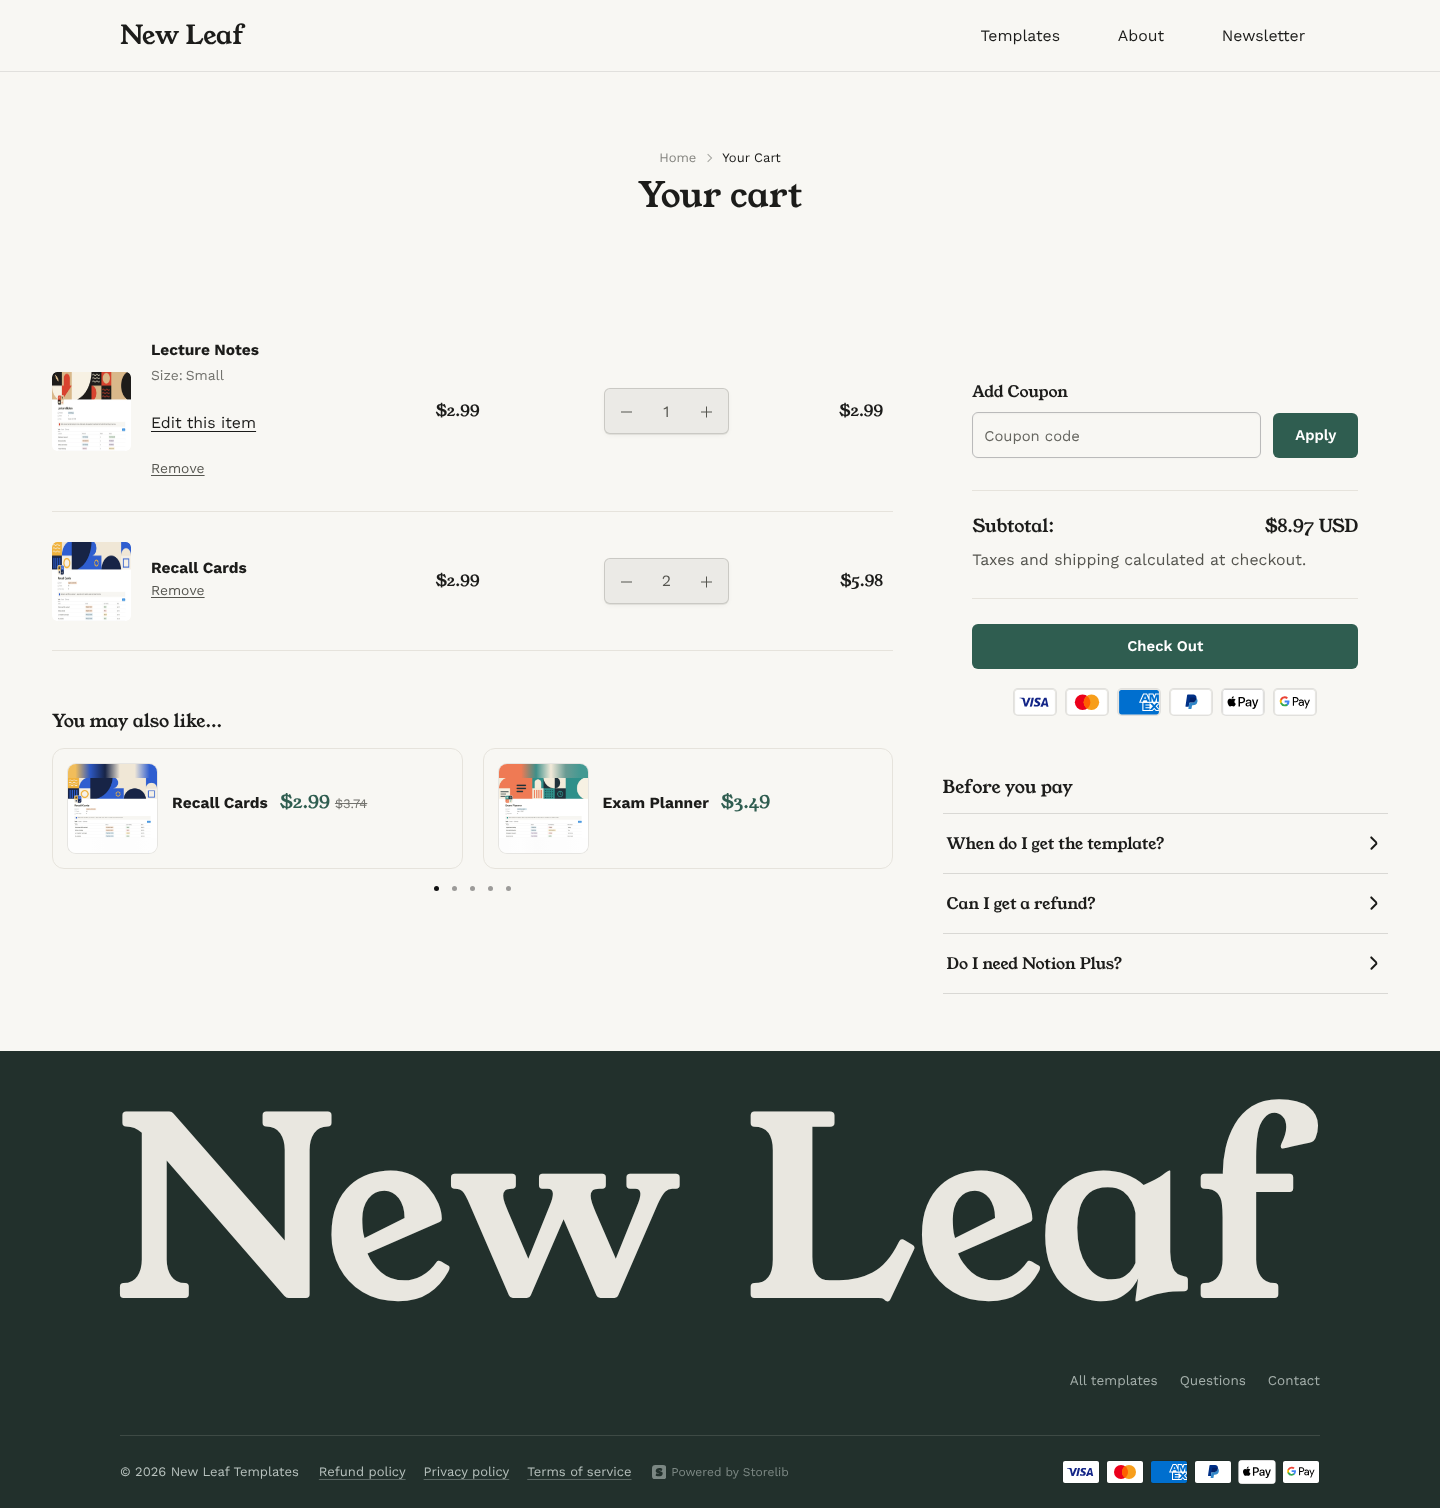 New Leaf
Templates
About
Newsletter
Home
Your Cart
Your cart
Lecture Notes
Size: Small
Edit this item
Remove
$2.99
1
$2.99
Recall Cards
Remove
$2.99
2
$5.98
Add Coupon
Coupon code
Apply
Subtotal:
$8.97 USD
Taxes and shipping calculated at checkout.
Check Out
VISA
AMEX
Apple Pay
G Pay
You may also like...
Recall Cards
$2.99
$3.74
Exam Planner
$3.49
Before you pay
When do I get the template?
Can I get a refund?
Do I need Notion Plus?
New Leaf
All templates
Questions
Contact
© 2026 New Leaf Templates
Refund policy
Privacy policy
Terms of service
Powered by Storelib
VISA
AMEX
Pay
G Pay